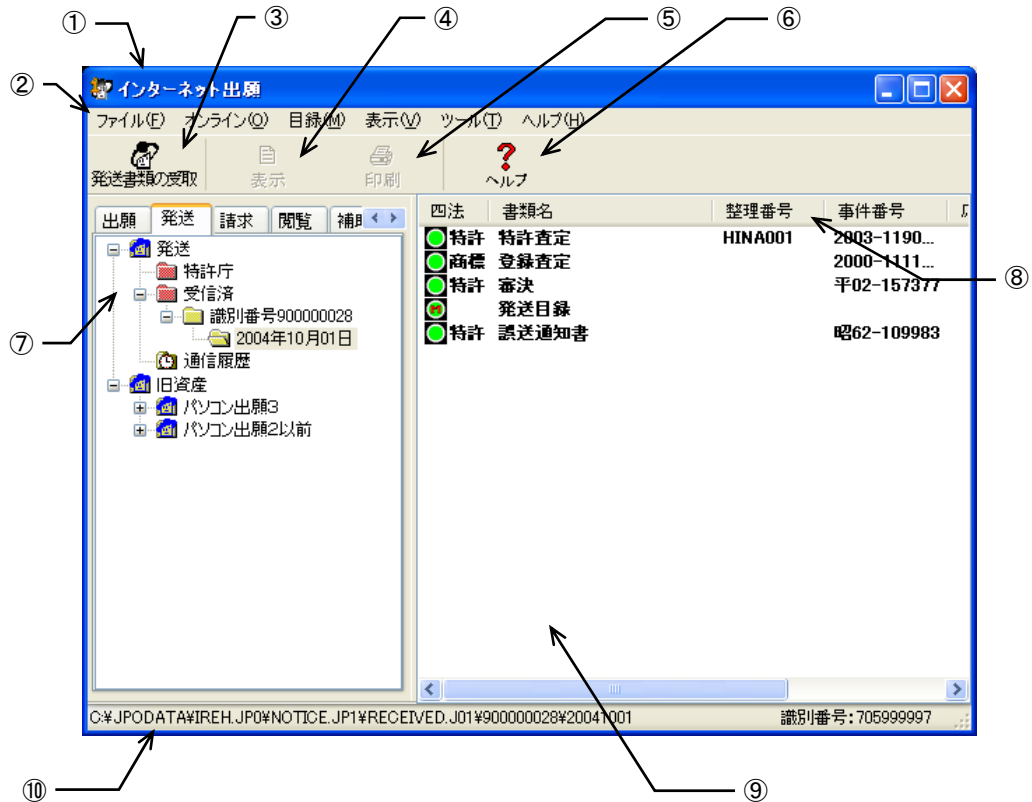 ① ③ ④ ⑤ ⑥
② インターネット出願
ファイル(F) オンライン(O) 目録(M) 表示(V) ツール(T) ヘルプ(H)
発送書類の受取 表示 印刷 ヘルプ
出願 発送 請求 閲覧
四法 書類名 整理番号 事件番号
発送
特許庁
受信済
識別番号900000028
2004年10月01日
通信履歴
旧資産
パソコン出願3
パソコン出願2以前
特許 特許査定 HINA001 2003-1190...
商標 登録査定 2000-1111...
特許 審決 平02-157377
発送目録
特許 誤送通知書 昭62-109983
⑦ ⑧
C:¥JPODATA¥IREH.JP0¥NOTICE.JP1¥RECEIVED.J01¥900000028¥20041001 識別番号:705999997
⑩ ⑨